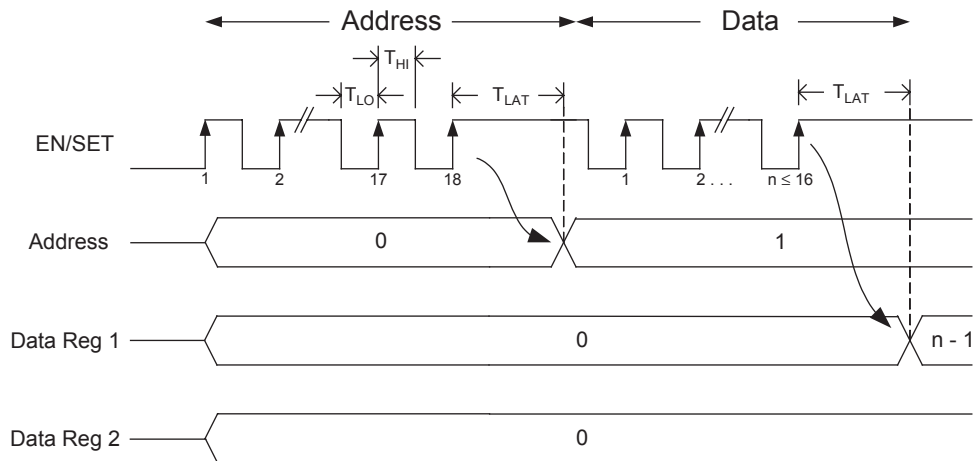 Address Data
T_HI
T_LO T_LAT T_LAT
EN/SET
1 2 17 18 1 2 . . . n ≤ 16
Address 0 1
Data Reg 1 0 n - 1
Data Reg 2 0